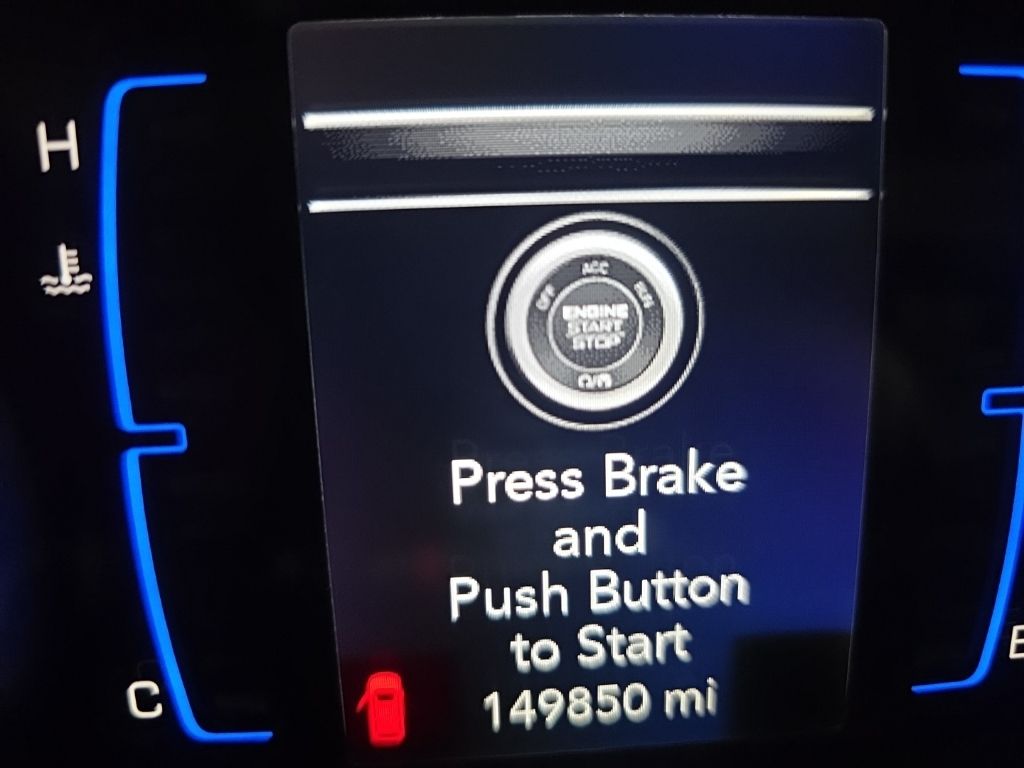 H
ACC
OFF
RUN
ENGINE
START
STOP
Press Brake
and
Push Button
to Start
149850 mi
C
E